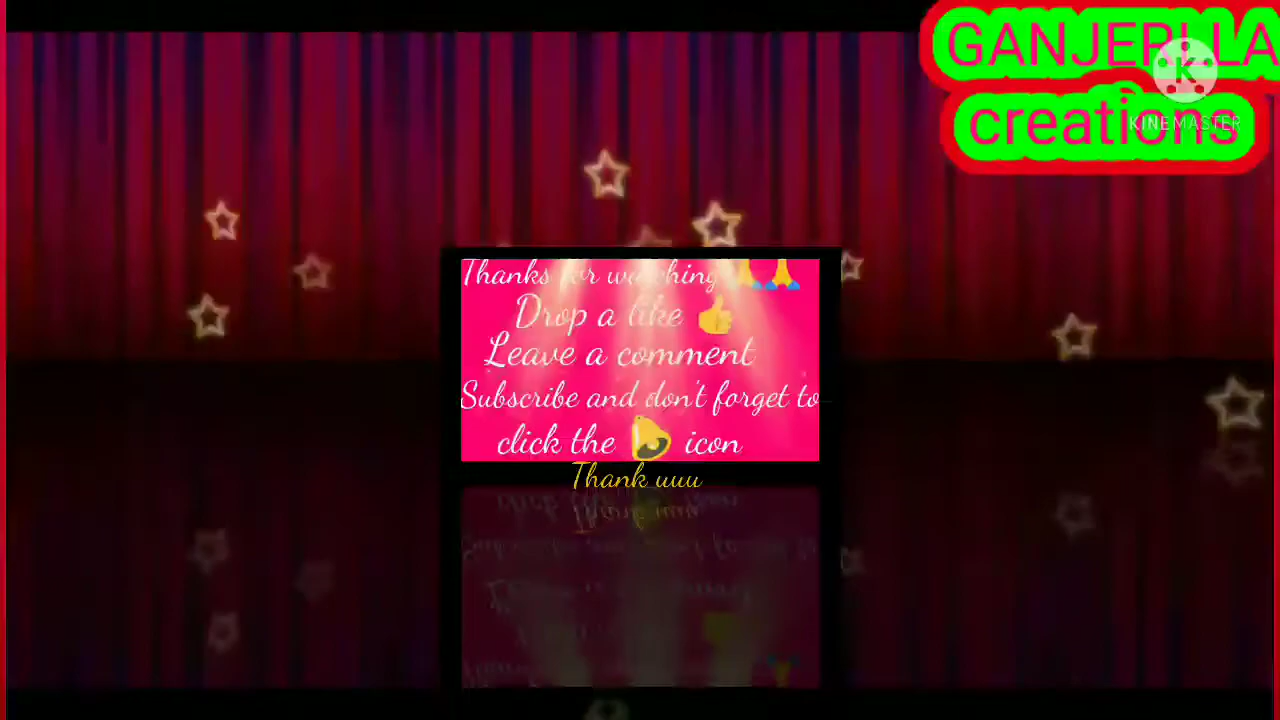 GANJERLLA
creations
KINEMASTER
Thanks for watching 🙏🙏
Drop a like 👍
Leave a comment
Subscribe and don't forget to
click the 🔔 icon
Thank uuu